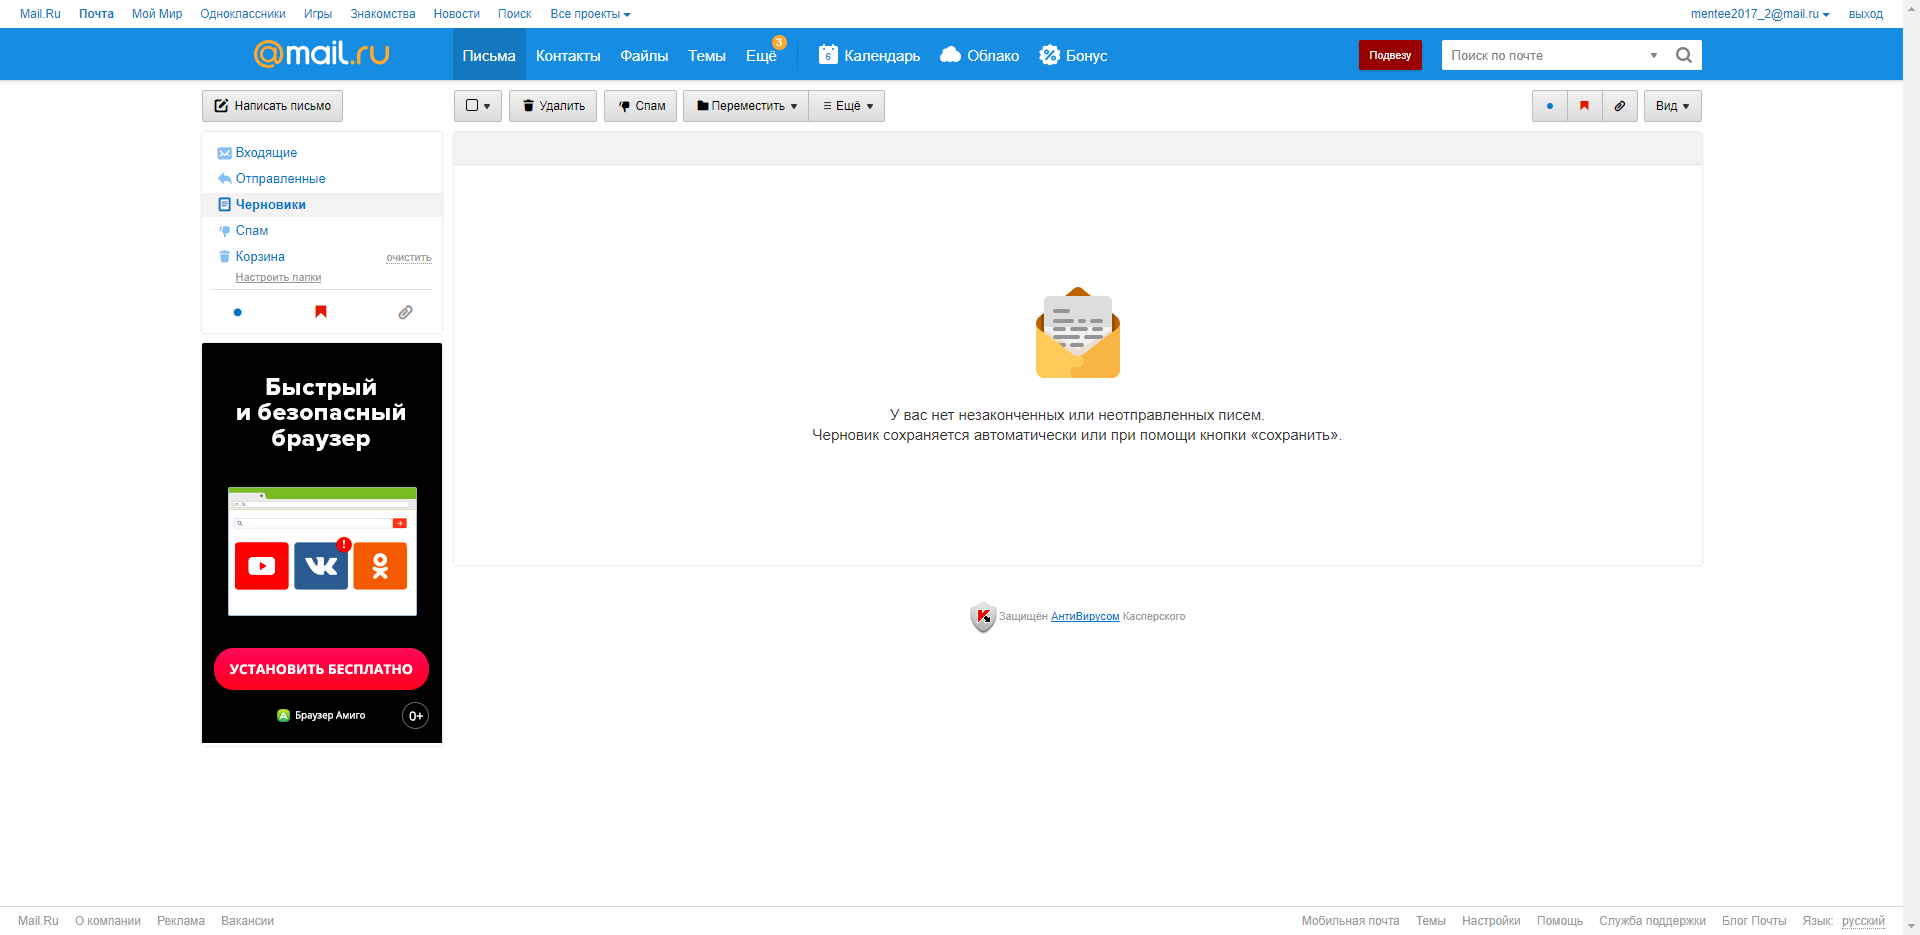 Mail.Ru Почта Мой Мир Одноклассники Игры Знакомства Новости Поиск Все проекты mentee2017_2@mail.ru выход
@mail.ru Письма Контакты Файлы Темы Ещё 3 6 Календарь Облако Бонус Подвезу Поиск по почте
Написать письмо Удалить Спам Переместить Ещё Вид
Входящие
Отправленные
Черновики
Спам
Корзина очистить
Настроить папки
У вас нет незаконченных или неотправленных писем.
Черновик сохраняется автоматически или при помощи кнопки «сохранить».
Быстрый
и безопасный
браузер
УСТАНОВИТЬ БЕСПЛАТНО
Браузер Амиго 0+
Защищён АнтиВирусом Касперского
Mail.Ru О компании Реклама Вакансии Мобильная почта Темы Настройки Помощь Служба поддержки Блог Почты Язык: русский